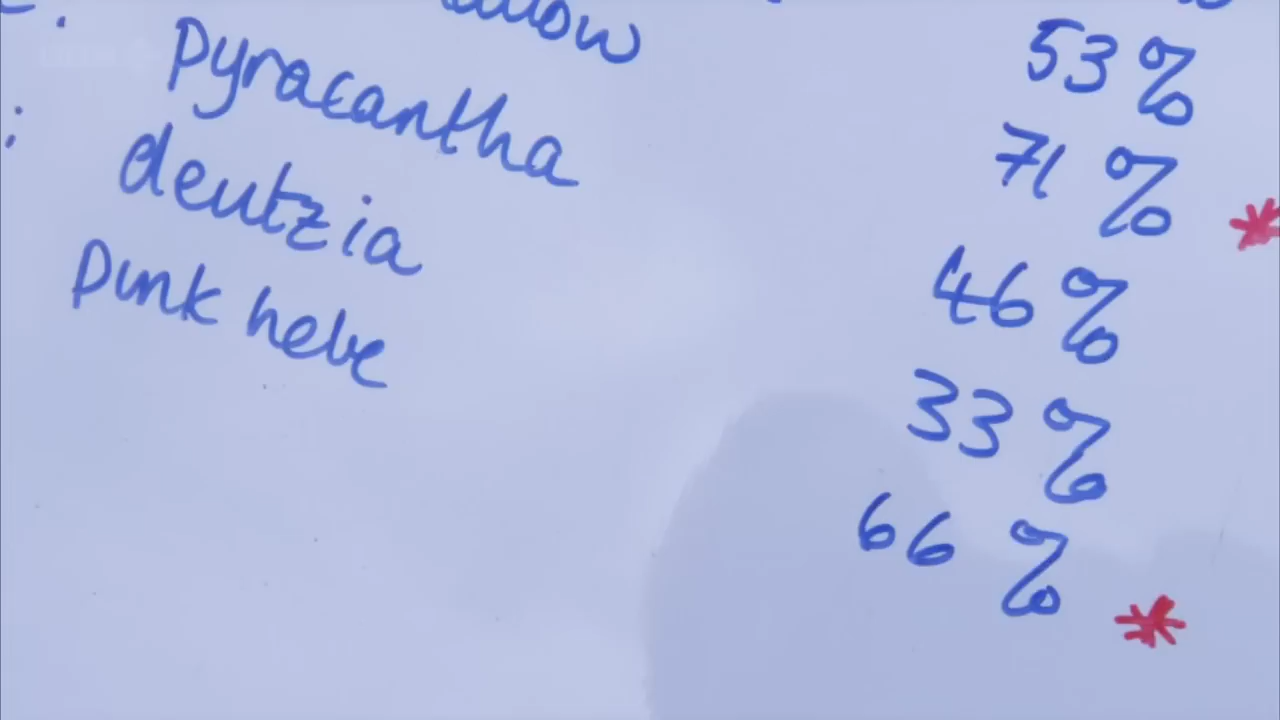 53%
71% *
Pyracantha 46%
deutzia 33%
Pink hebe 66% *